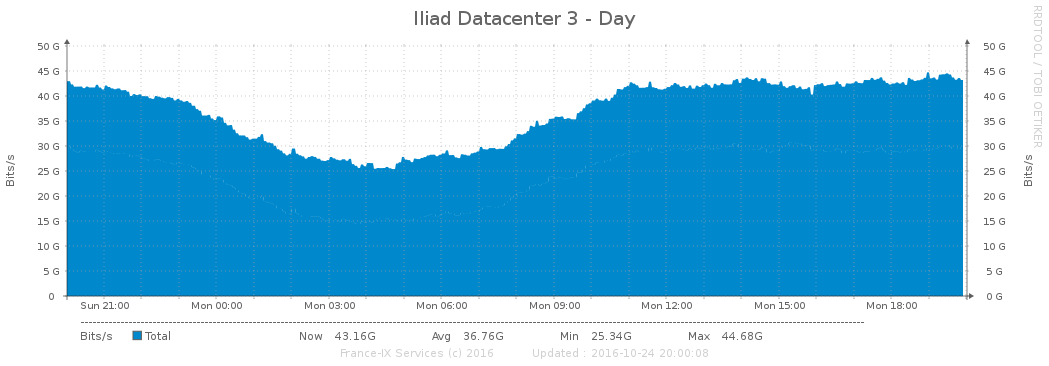 Iliad Datacenter 3 - Day
RRDTOOL / TOBI OETIKER
Bits/s
50 G 50 G
45 G 45 G
40 G 40 G
35 G 35 G
30 G 30 G
25 G 25 G
20 G 20 G
15 G 15 G
10 G 10 G
5 G 5 G
0 0 G
Bits/s
Sun 21:00 Mon 00:00 Mon 03:00 Mon 06:00 Mon 09:00 Mon 12:00 Mon 15:00 Mon 18:00
Bits/s Total Now 43.16G Avg 36.76G Min 25.34G Max 44.68G
France-IX Services (c) 2016 Updated : 2016-10-24 20:00:08